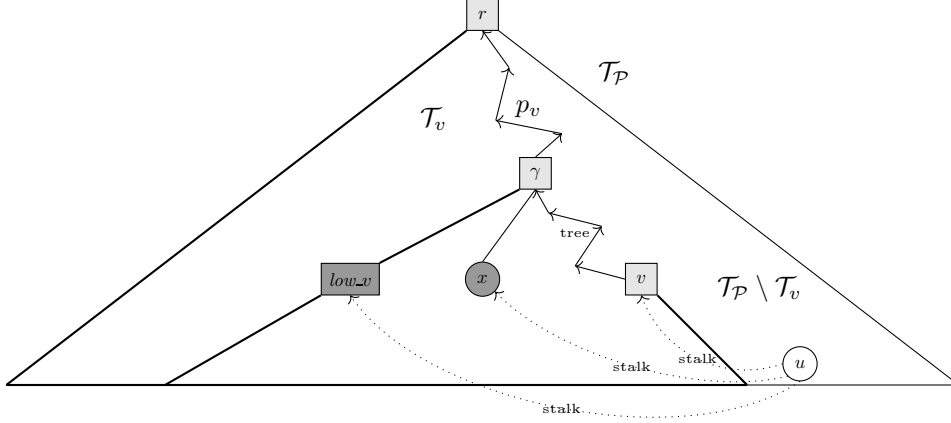 r
𝒯_𝒫
𝒯_v
p_v
γ
tree
low_v
x
v
𝒯_𝒫 \ 𝒯_v
stalk
stalk
u
stalk